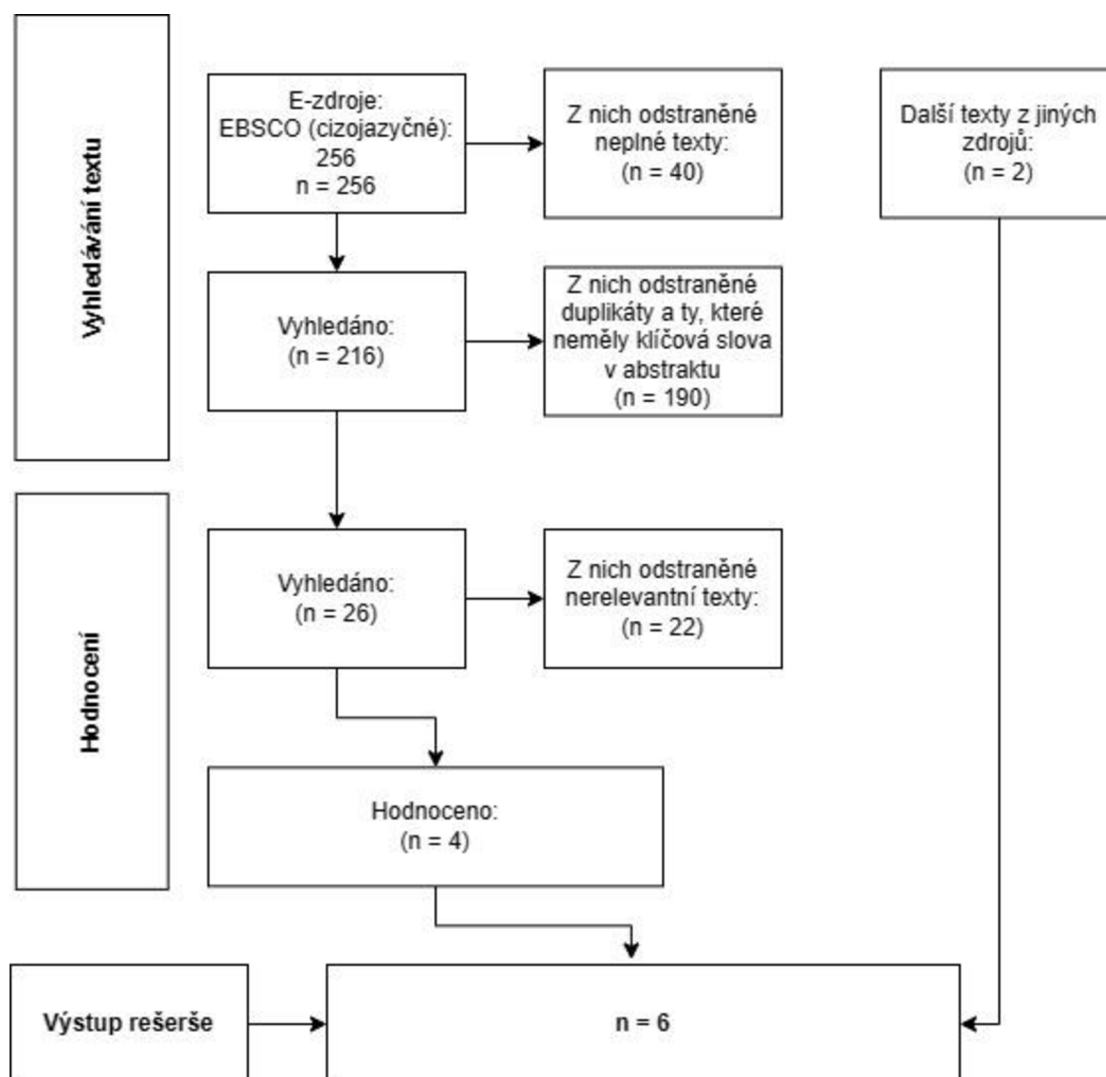 Vyhledávání textu
E-zdroje:
EBSCO (cizojazyčné):
256
n = 256
Z nich odstraněné
neplné texty:
(n = 40)
Další texty z jiných
zdrojů:
(n = 2)
Vyhledáno:
(n = 216)
Z nich odstraněné
duplikáty a ty, které
neměly klíčová slova
v abstraktu
(n = 190)
Hodnocení
Vyhledáno:
(n = 26)
Z nich odstraněné
nerelevantní texty:
(n = 22)
Hodnoceno:
(n = 4)
Výstup rešerše
n = 6